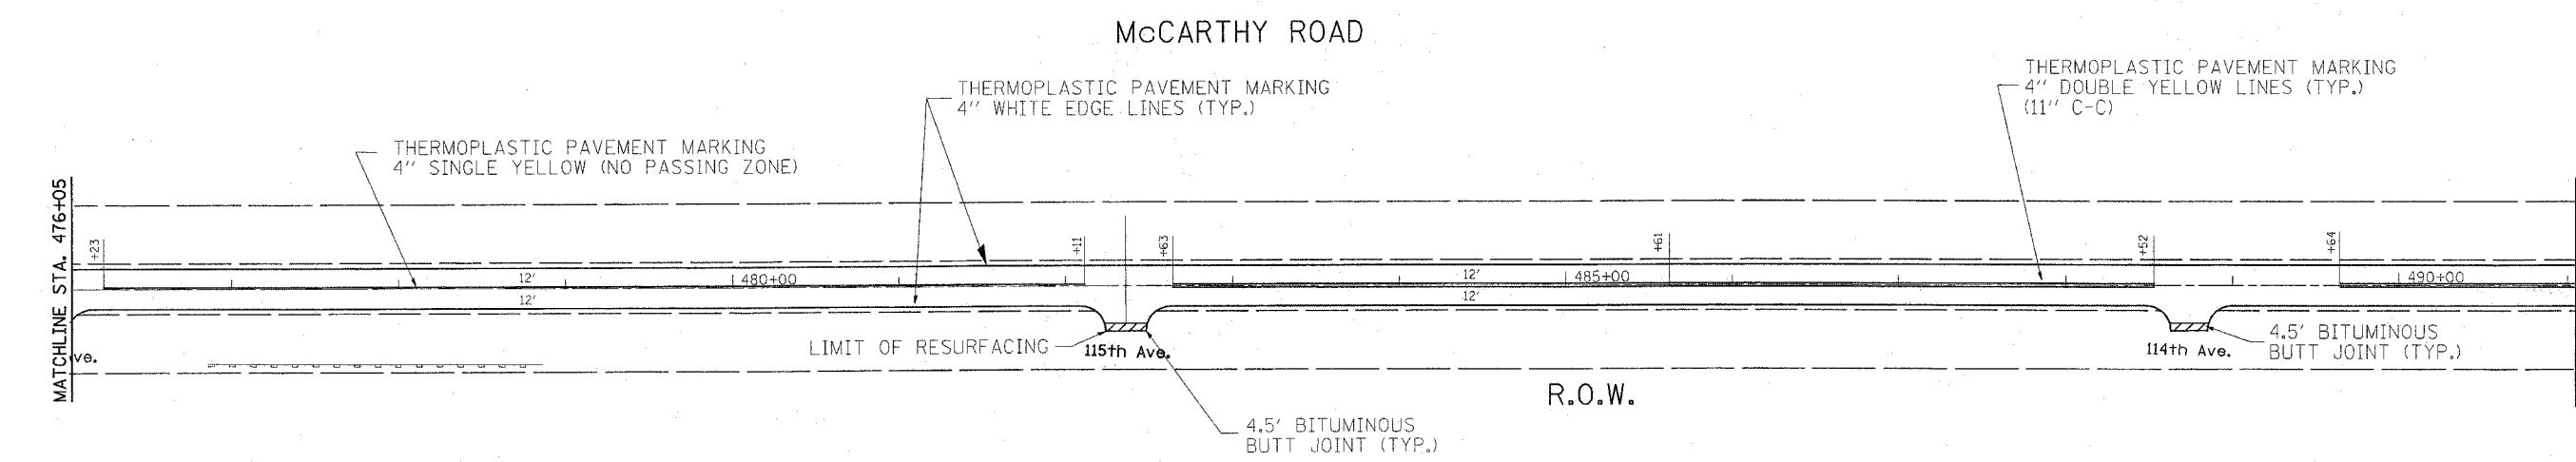 McCARTHY ROAD
THERMOPLASTIC PAVEMENT MARKING
4" DOUBLE YELLOW LINES (TYP.)
(11" C-C)
THERMOPLASTIC PAVEMENT MARKING
4" WHITE EDGE LINES (TYP.)
THERMOPLASTIC PAVEMENT MARKING
4" SINGLE YELLOW (NO PASSING ZONE)
MATCHLINE STA. 476+05
+23
+11
+63
+61
+52
+64
12'
480+00
12'
485+00
490+00
12'
12'
ve.
LIMIT OF RESURFACING
115th Ave.
114th Ave.
4.5' BITUMINOUS
BUTT JOINT (TYP.)
R.O.W.
4.5' BITUMINOUS
BUTT JOINT (TYP.)